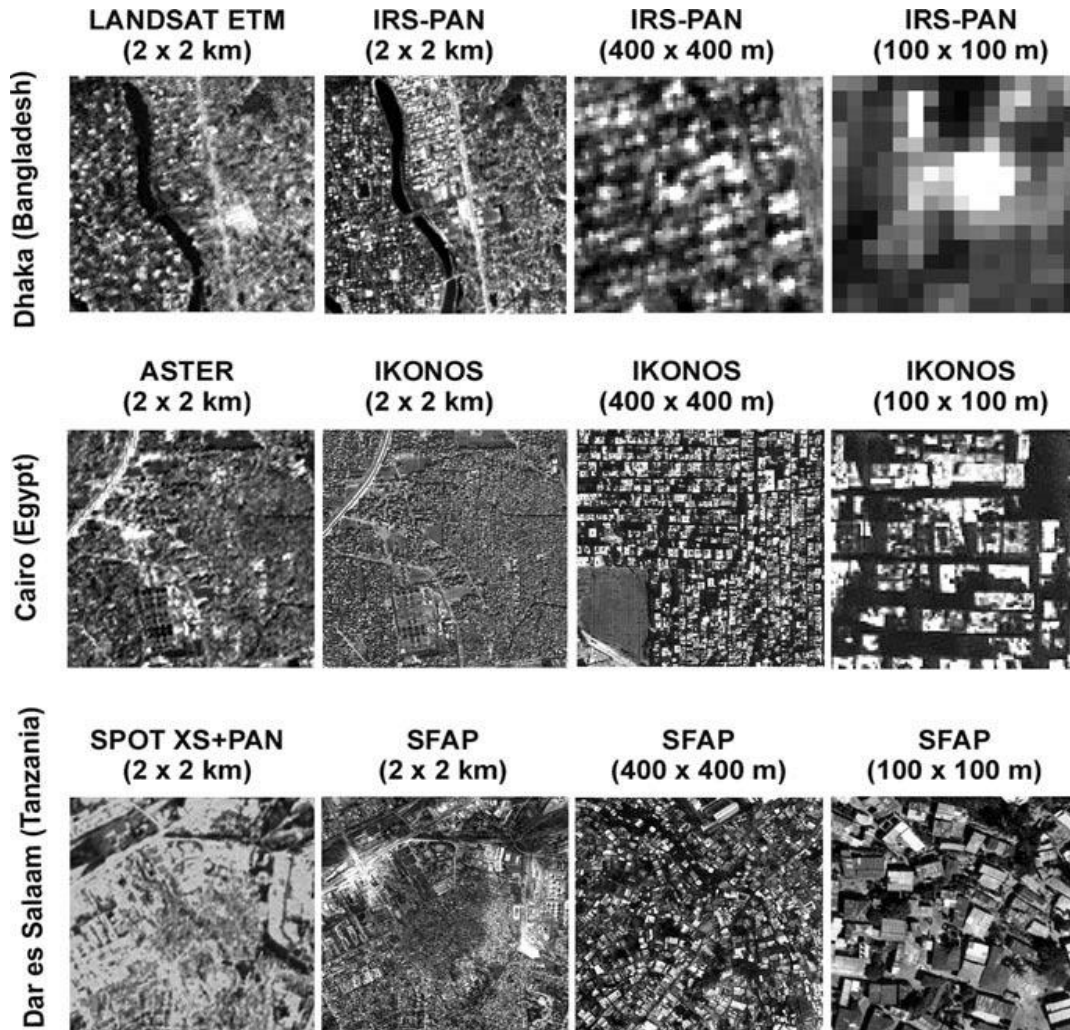 LANDSAT ETM
(2 x 2 km)
IRS-PAN
(2 x 2 km)
IRS-PAN
(400 x 400 m)
IRS-PAN
(100 x 100 m)
Dhaka (Bangladesh)
ASTER
(2 x 2 km)
IKONOS
(2 x 2 km)
IKONOS
(400 x 400 m)
IKONOS
(100 x 100 m)
Cairo (Egypt)
SPOT XS+PAN
(2 x 2 km)
SFAP
(2 x 2 km)
SFAP
(400 x 400 m)
SFAP
(100 x 100 m)
Dar es Salaam (Tanzania)